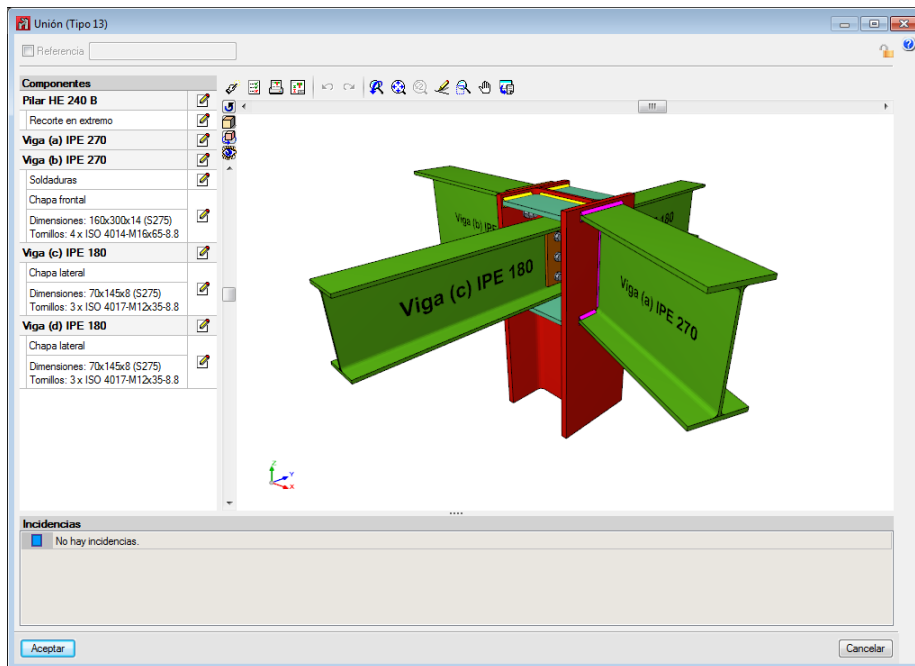 Unión (Tipo 13)
Referencia
Componentes
Pilar HE 240 B
Recorte en extremo
Viga (a) IPE 270
Viga (b) IPE 270
Soldaduras
Chapa frontal
Dimensiones: 160x300x14 (S275)
Tornillos: 4 x ISO 4014-M16x65-8.8
Viga (c) IPE 180
Chapa lateral
Dimensiones: 70x145x8 (S275)
Tornillos: 3 x ISO 4017-M12x35-8.8
Viga (d) IPE 180
Chapa lateral
Dimensiones: 70x145x8 (S275)
Tornillos: 3 x ISO 4017-M12x35-8.8
Viga (b) IP
180
Viga (c) IPE 180
Viga (a) IPE 270
Z
Y
X
Incidencias
No hay incidencias.
Aceptar
Cancelar